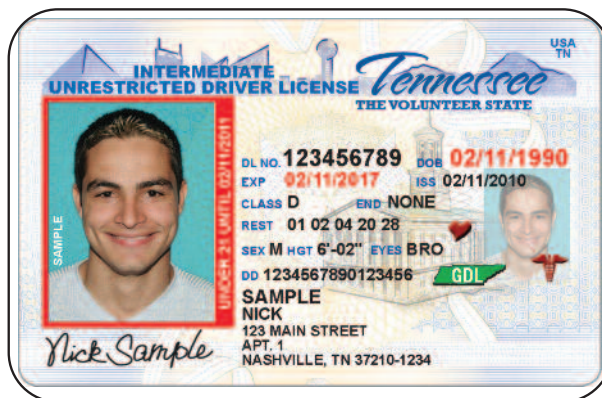 USA
TN
INTERMEDIATE
UNRESTRICTED DRIVER LICENSE
Tennessee
THE VOLUNTEER STATE
SAMPLE
UNDER 21 UNTIL 02/11/2011
DL NO. 123456789 DOB 02/11/1990
EXP 02/11/2017 ISS 02/11/2010
CLASS D END NONE
REST 01 02 04 20 28
SEX M HGT 6'-02" EYES BRO
DD 1234567890123456 GDL
SAMPLE
NICK
123 MAIN STREET
APT. 1
NASHVILLE, TN 37210-1234
Nick Sample